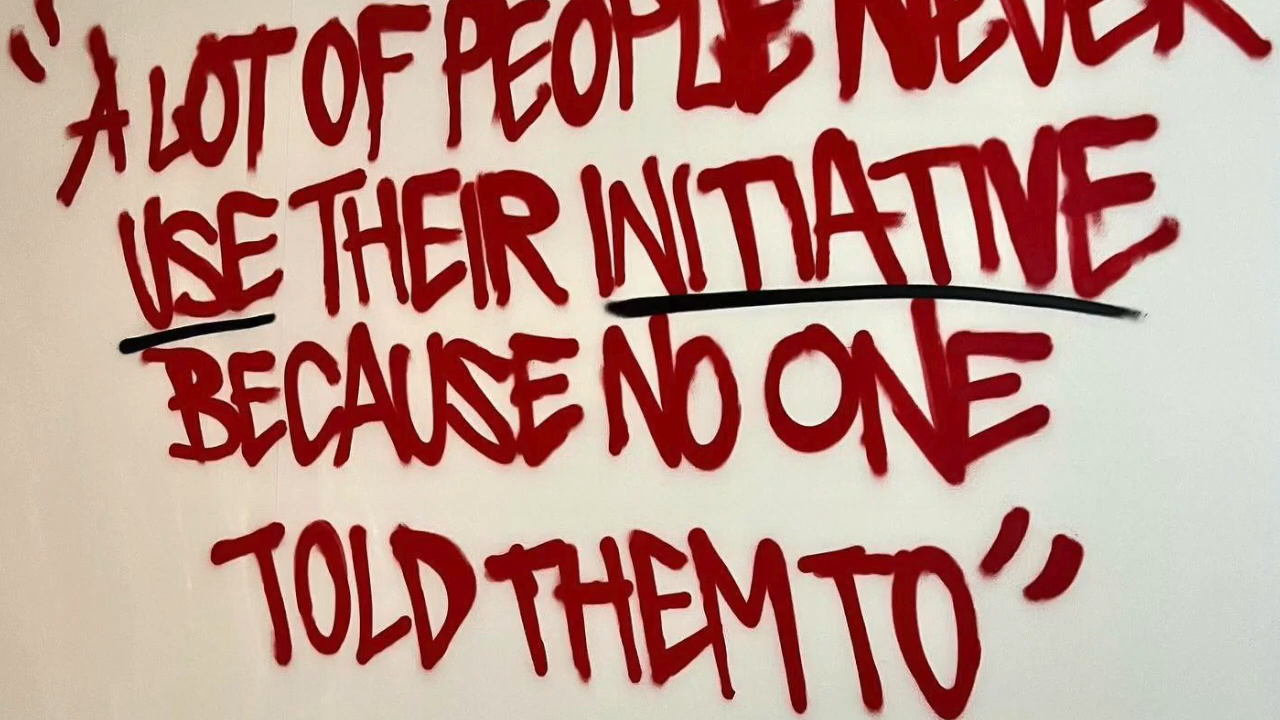 "A LOT OF PEOPLE NEVER
USE THEIR INITIATIVE
BECAUSE NO ONE
TOLD THEM TO"